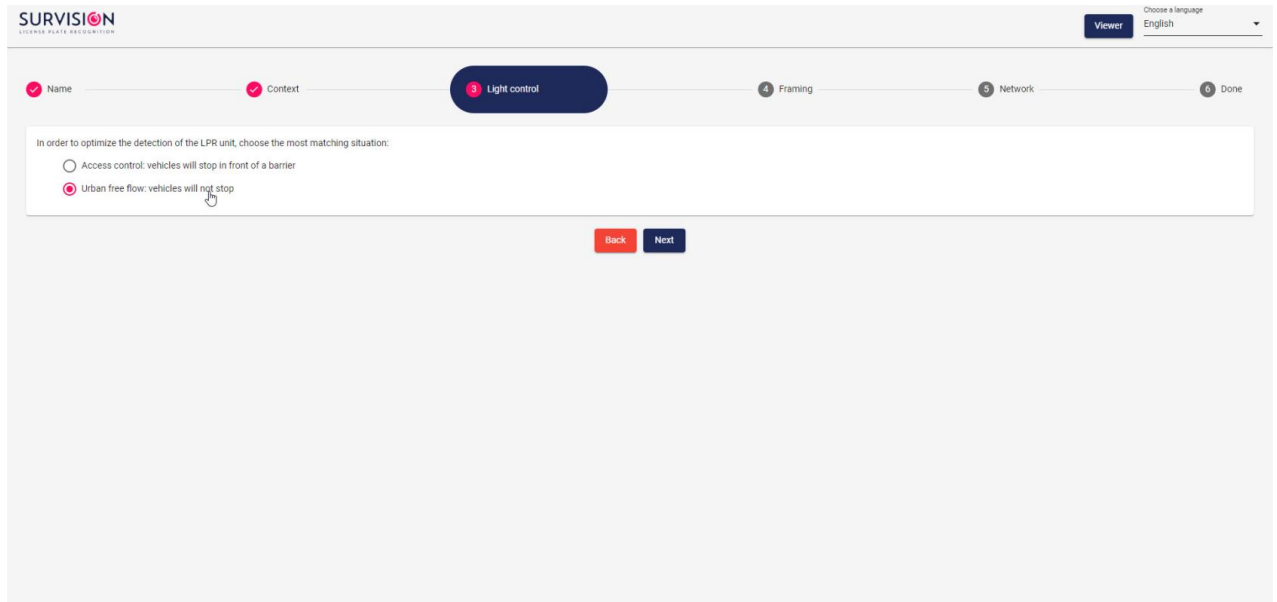 SURVISION
LICENSE PLATE RECOGNITION
Viewer
Choose a language
English
Name
Context
3 Light control
4 Framing
5 Network
6 Done
In order to optimize the detection of the LPR unit, choose the most matching situation:
Access control: vehicles will stop in front of a barrier
Urban free flow: vehicles will not stop
Back
Next